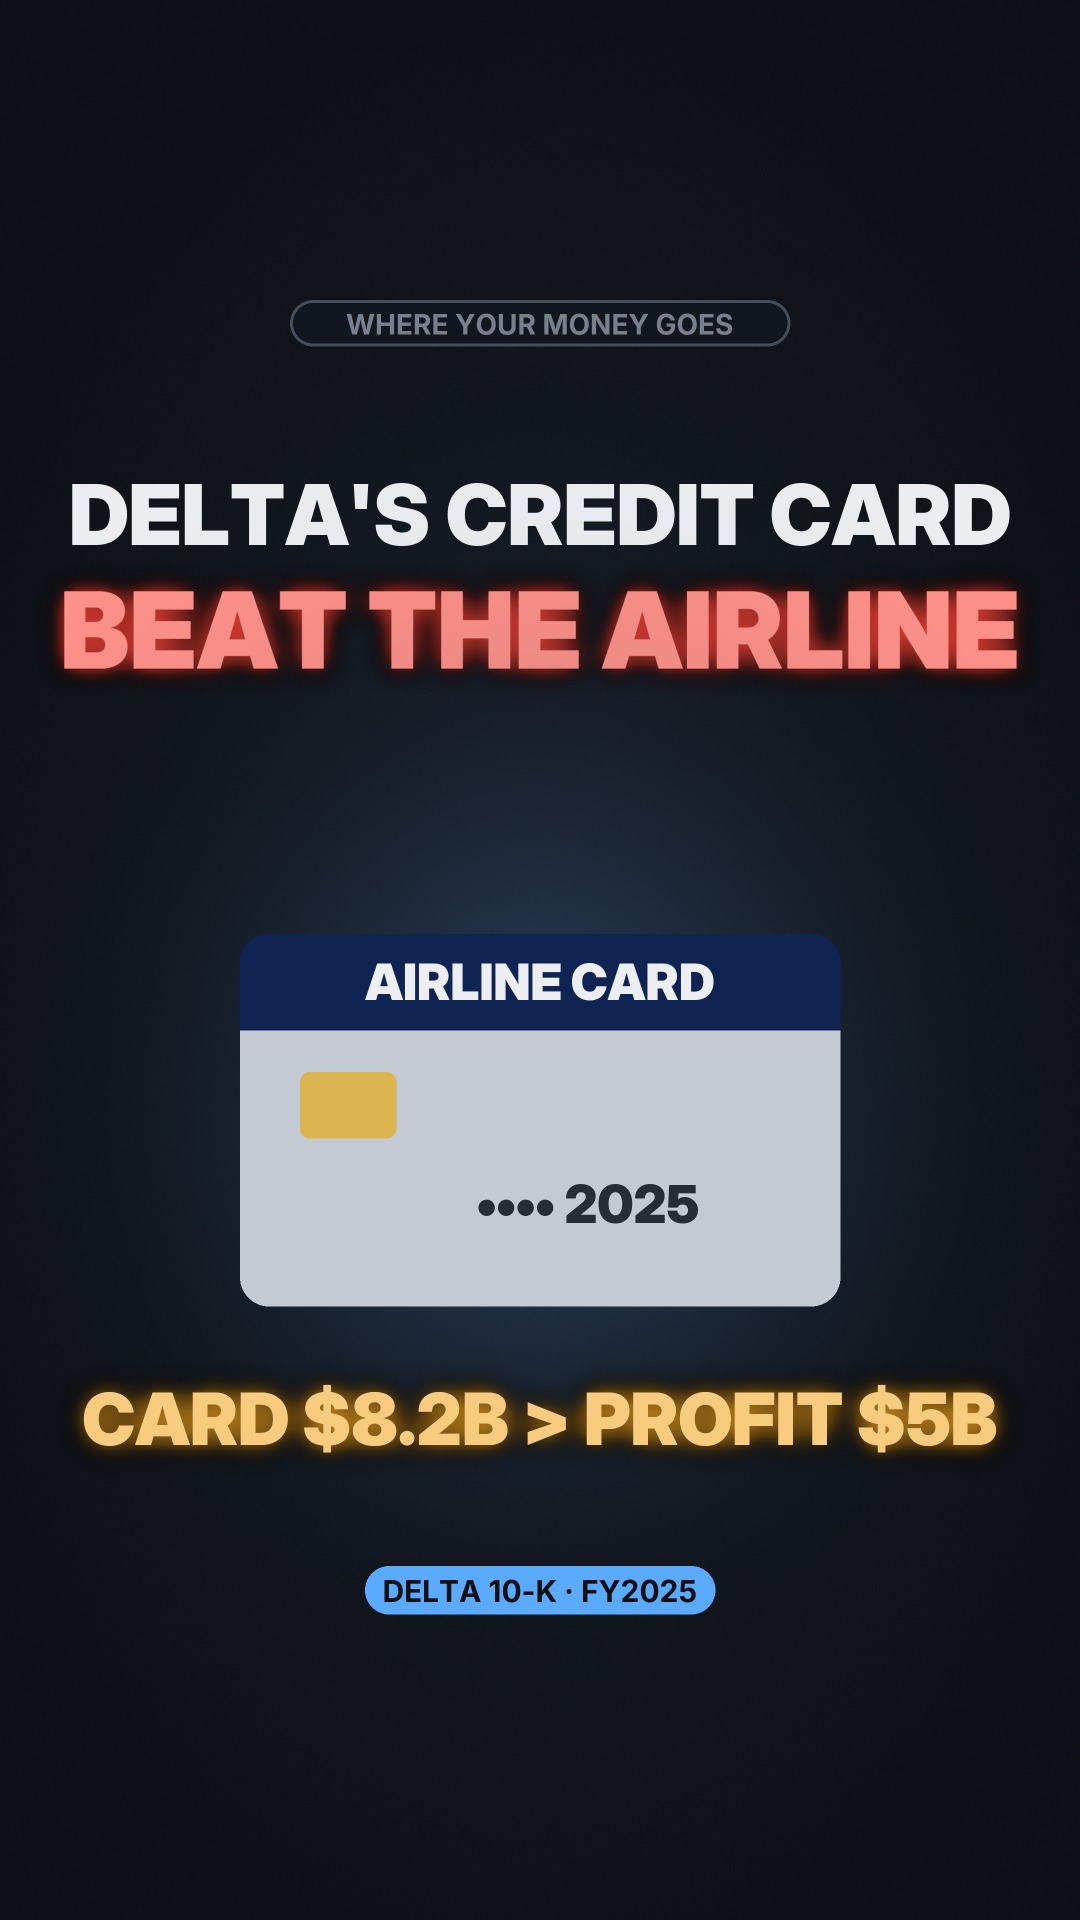 WHERE YOUR MONEY GOES
DELTA'S CREDIT CARD
BEAT THE AIRLINE
AIRLINE CARD
•••• 2025
CARD $8.2B > PROFIT $5B
DELTA 10-K · FY2025